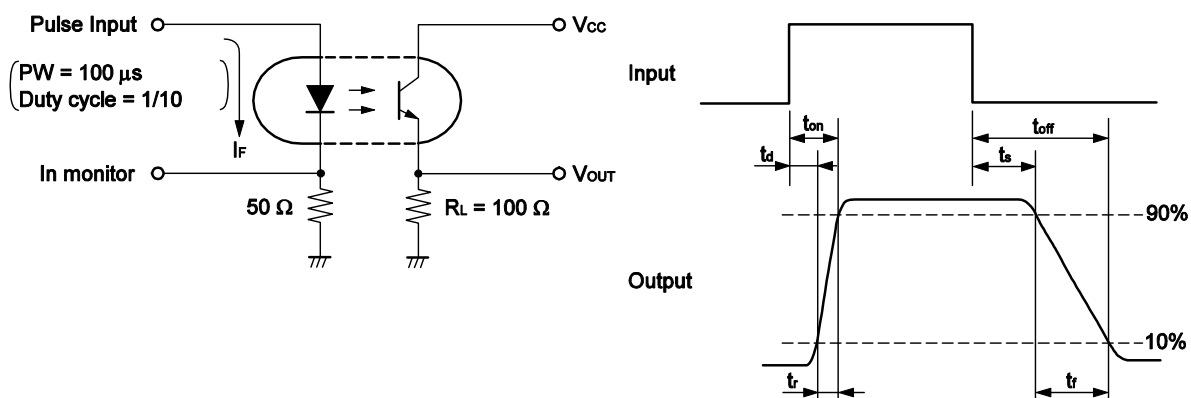 Pulse Input
PW = 100 μs
Duty cycle = 1/10
IF
In monitor
50 Ω
VCC
VOUT
RL = 100 Ω
Input
ton
toff
td
ts
90%
Output
10%
tr
tf